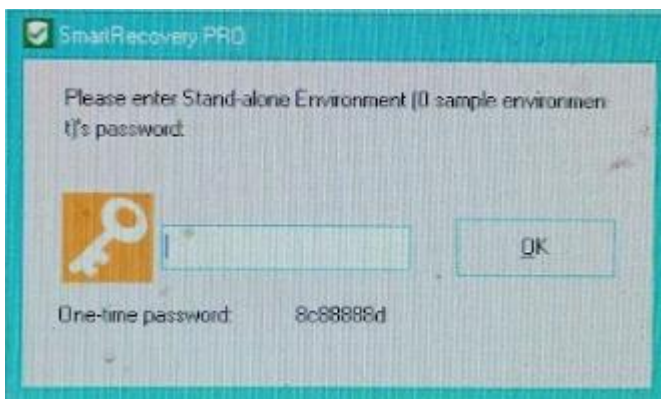 SmartRecovery PRO
Please enter Stand-alone Environment (0 sample environmen
t)'s password:
OK
One-time password: 8c88888d